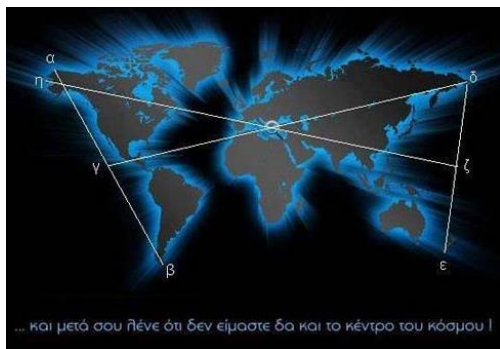 α
η
δ
γ
ζ
β
ε
... και μετά σου λένε ότι δεν είμαστε δα και το κέντρο του κόσμου !